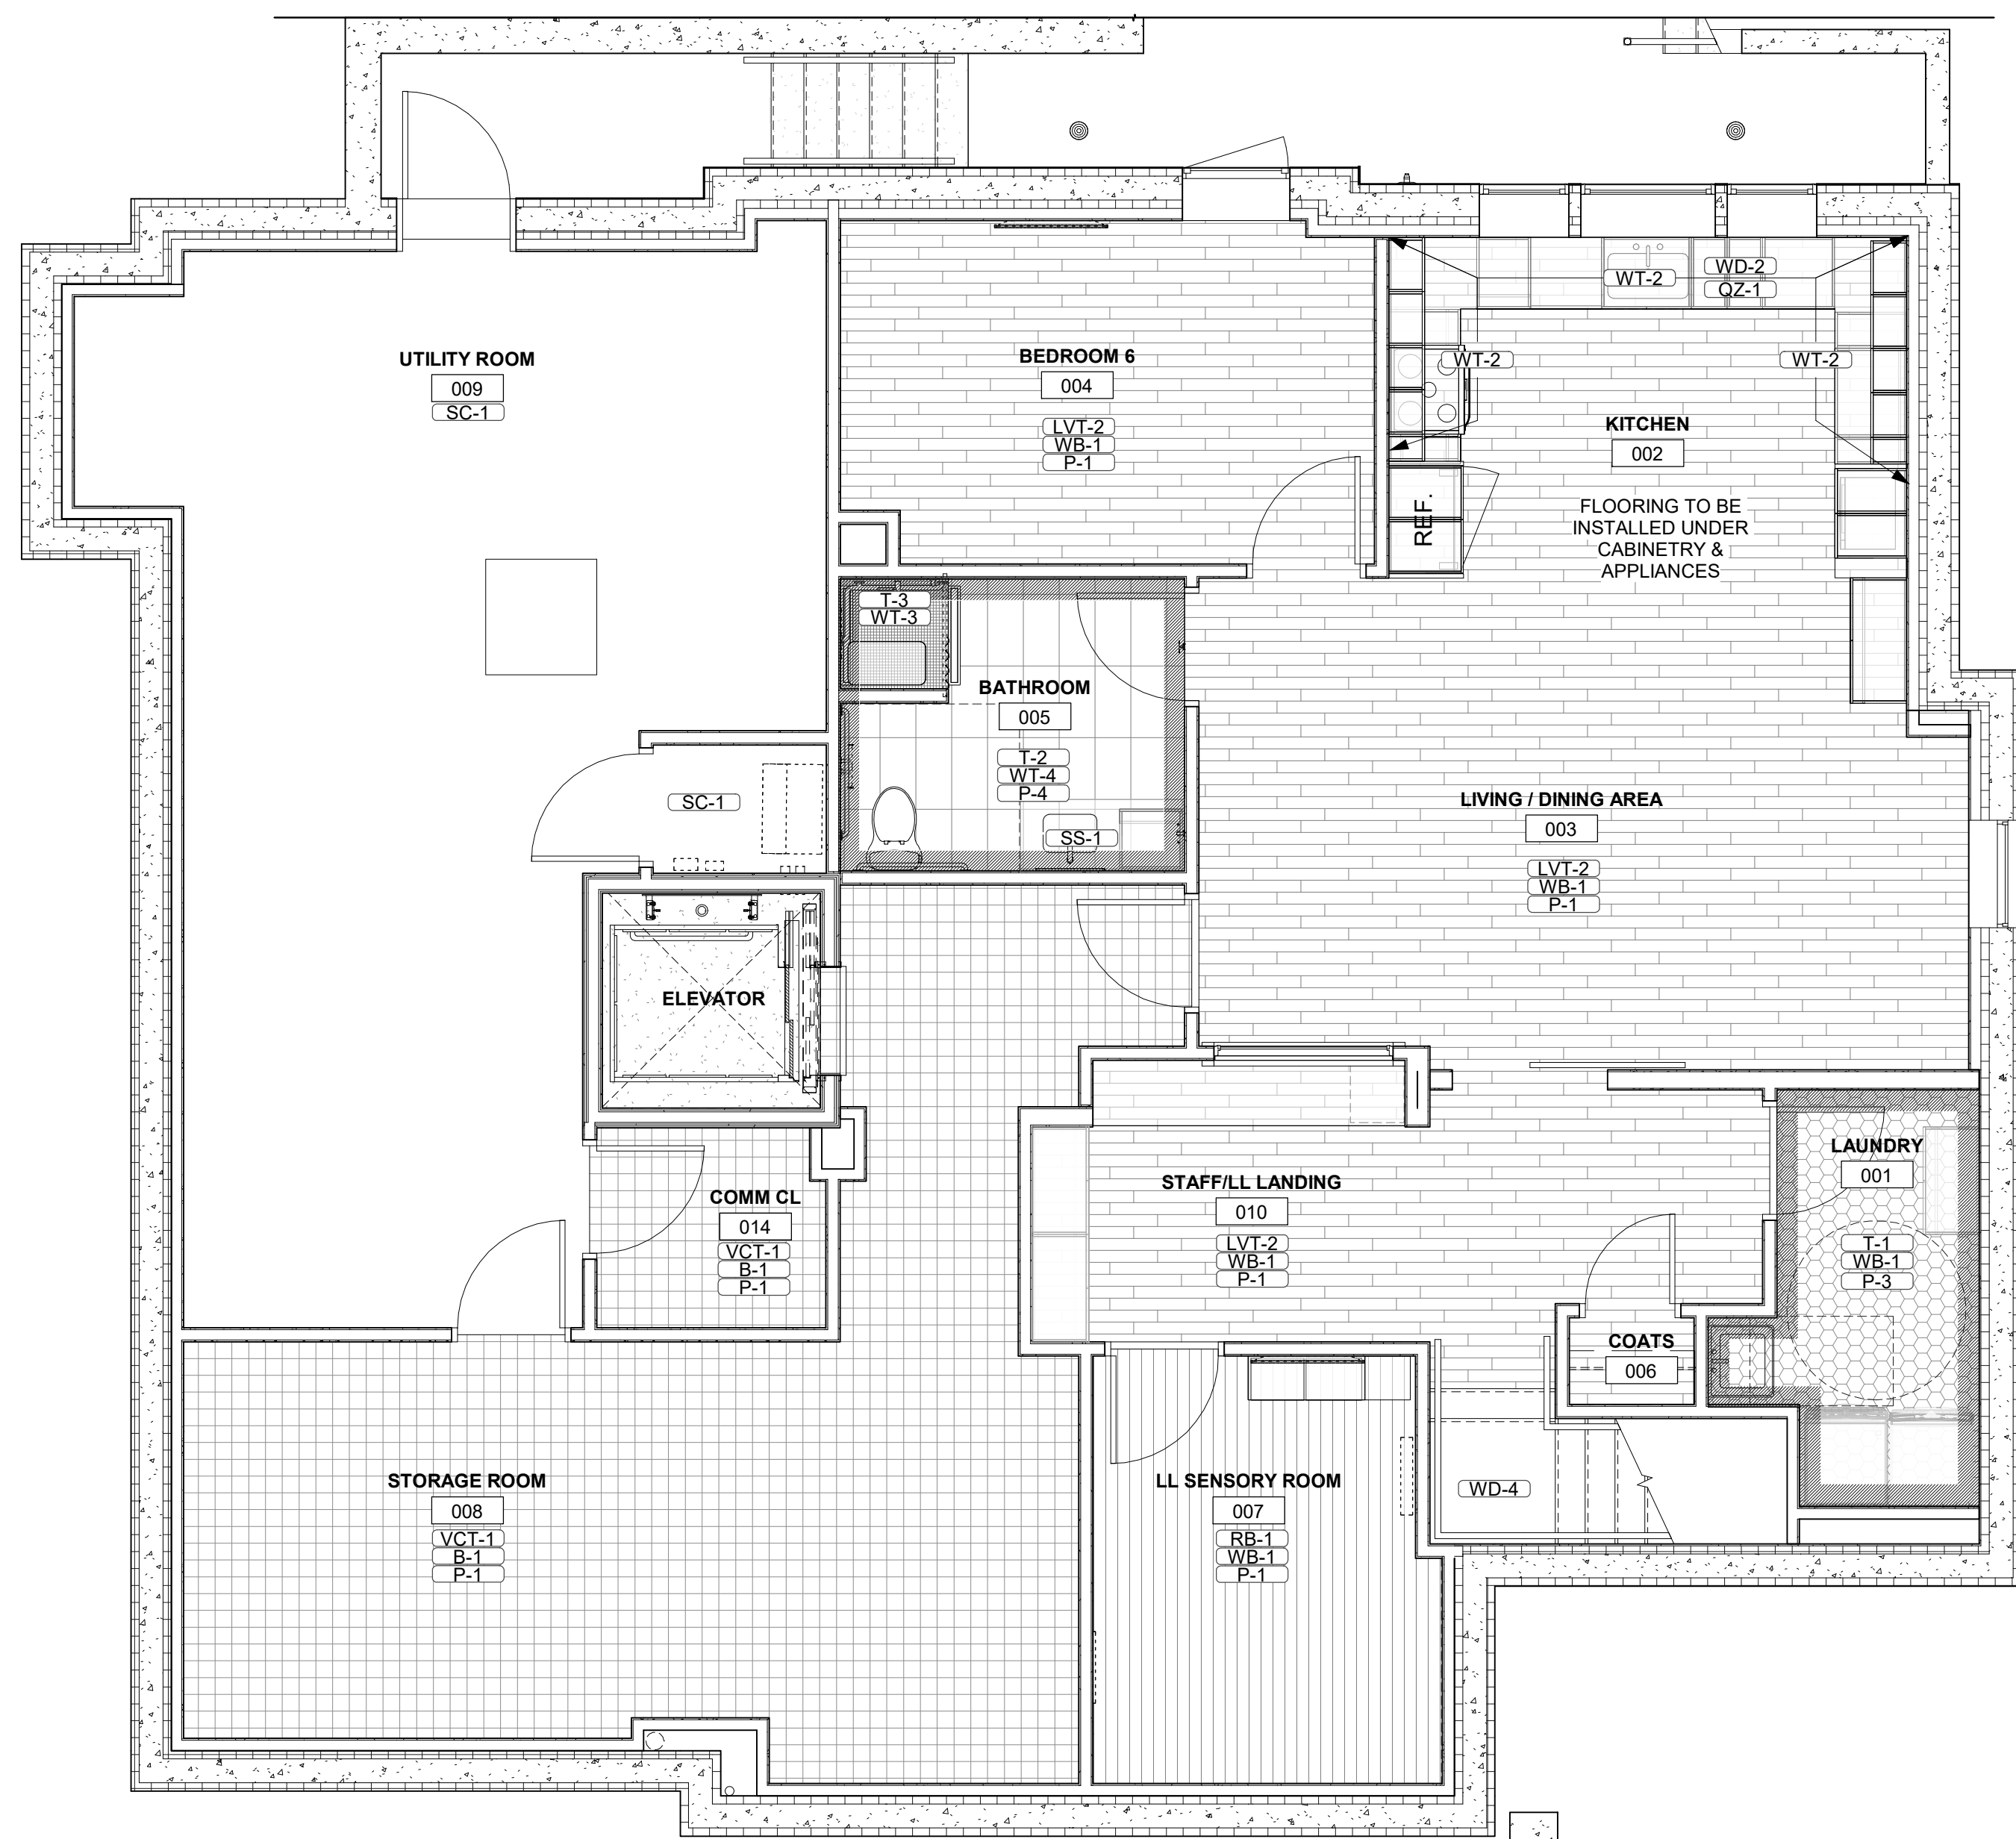 WT-2
WD-2
QZ-1
UTILITY ROOM
009
SC-1
BEDROOM 6
004
LVT-2
WB-1
P-1
WT-2
WT-2
KITCHEN
002
REF.
FLOORING TO BE
INSTALLED UNDER
CABINETRY &
APPLIANCES
T-3
WT-3
BATHROOM
005
T-2
WT-4
P-4
SS-1
SC-1
LIVING / DINING AREA
003
LVT-2
WB-1
P-1
ELEVATOR
COMM CL
014
VCT-1
B-1
P-1
STAFF/LL LANDING
010
LVT-2
WB-1
P-1
LAUNDRY
001
T-1
WB-1
P-3
COATS
006
STORAGE ROOM
008
VCT-1
B-1
P-1
LL SENSORY ROOM
007
RB-1
WB-1
P-1
WD-4